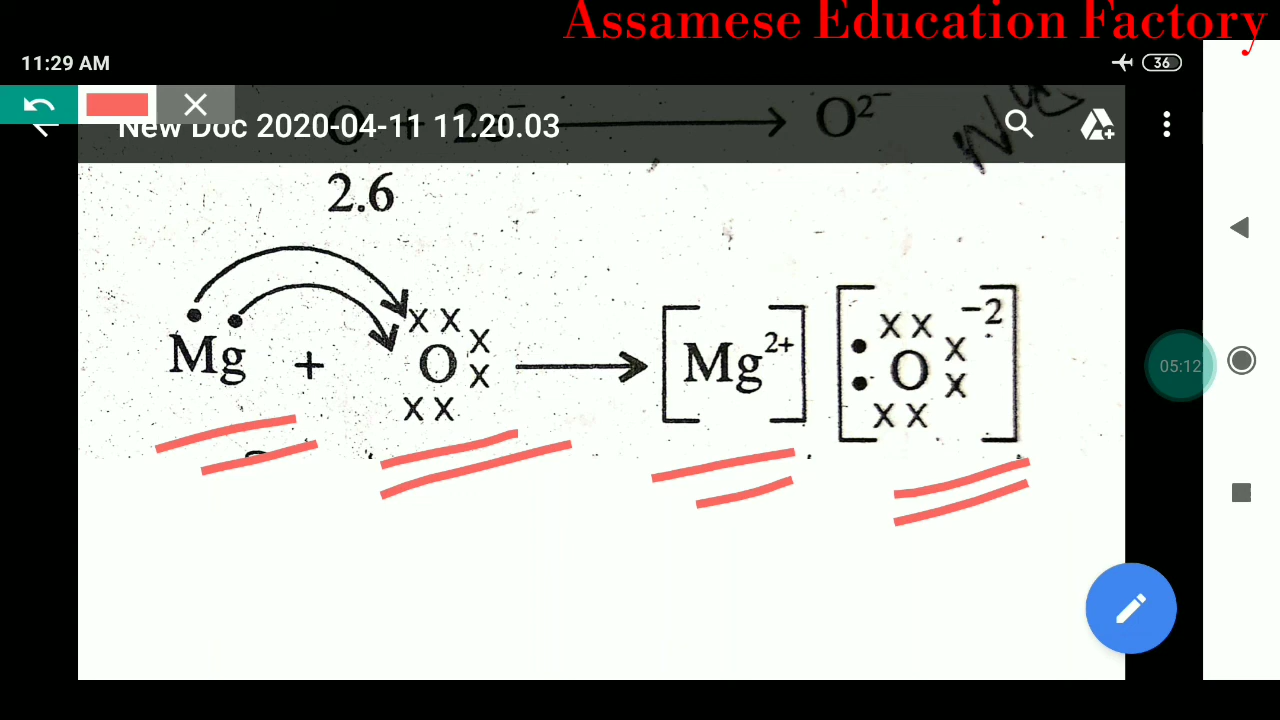 Assamese Education Factory
11:29 AM
36
New Doc 2020-04-11 11.20.03
O + 2e⁻ ⟶ O²⁻
2.6
Mg + O ⟶ [Mg²⁺] [O]⁻²
05:12